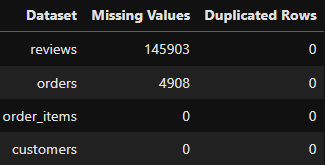 Dataset Missing Values Duplicated Rows
reviews 145903 0
orders 4908 0
order_items 0 0
customers 0 0